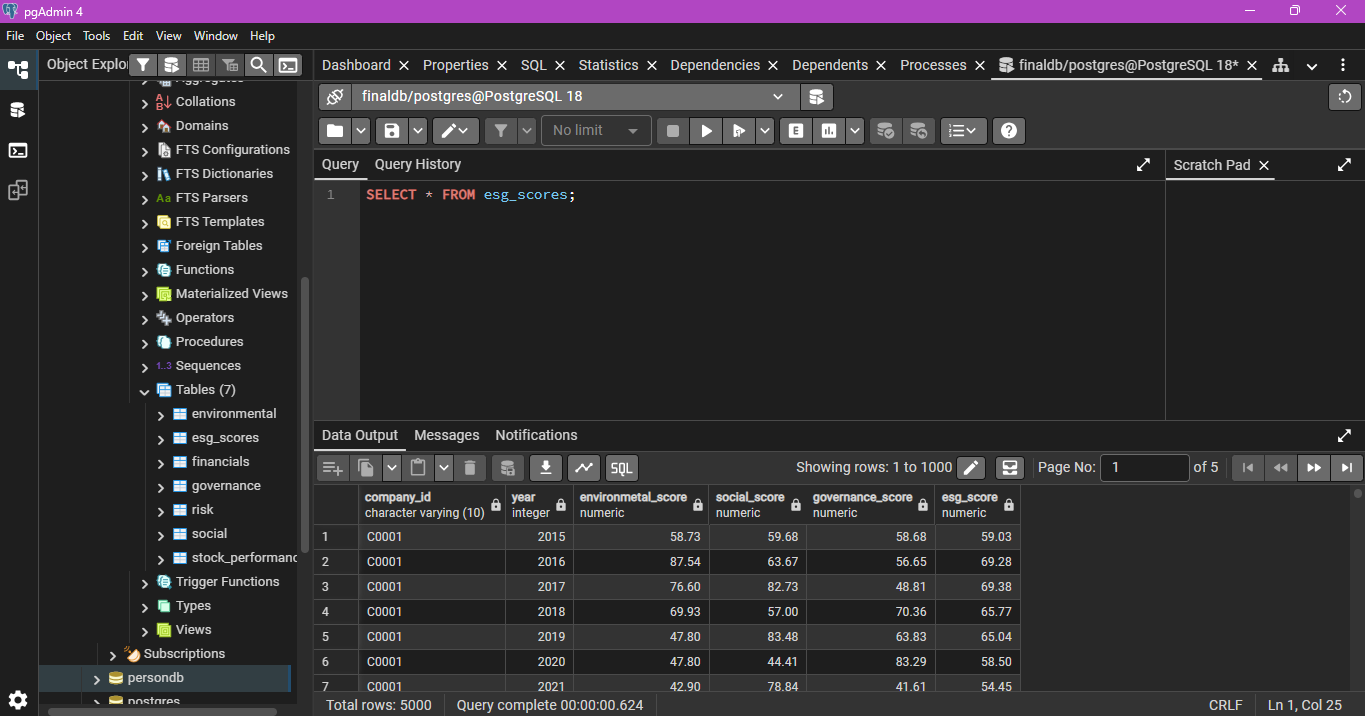 pgAdmin 4
File Object Tools Edit View Window Help
Object Explo
Dashboard Properties SQL Statistics Dependencies Dependents Processes finaldb/postgres@PostgreSQL 18*
finaldb/postgres@PostgreSQL 18
No limit
E
Query Query History
Scratch Pad
1 SELECT * FROM esg_scores;
Aggregates
Collations
Domains
FTS Configurations
FTS Dictionaries
Aa FTS Parsers
FTS Templates
Foreign Tables
Functions
Materialized Views
Operators
Procedures
1..3 Sequences
Tables (7)
environmental
esg_scores
financials
governance
risk
social
stock_performanc
Trigger Functions
Types
Views
Subscriptions
persondb
postgres
Data Output Messages Notifications
SQL Showing rows: 1 to 1000 Page No: 1 of 5
company_id year environmetal_score social_score governance_score esg_score
character varying (10) integer numeric numeric numeric numeric
1 C0001 2015 58.73 59.68 58.68 59.03
2 C0001 2016 87.54 63.67 56.65 69.28
3 C0001 2017 76.60 82.73 48.81 69.38
4 C0001 2018 69.93 57.00 70.36 65.77
5 C0001 2019 47.80 83.48 63.83 65.04
6 C0001 2020 47.80 44.41 83.29 58.50
7 C0001 2021 42.90 78.84 41.61 54.45
Total rows: 5000 Query complete 00:00:00.624 CRLF Ln 1, Col 25